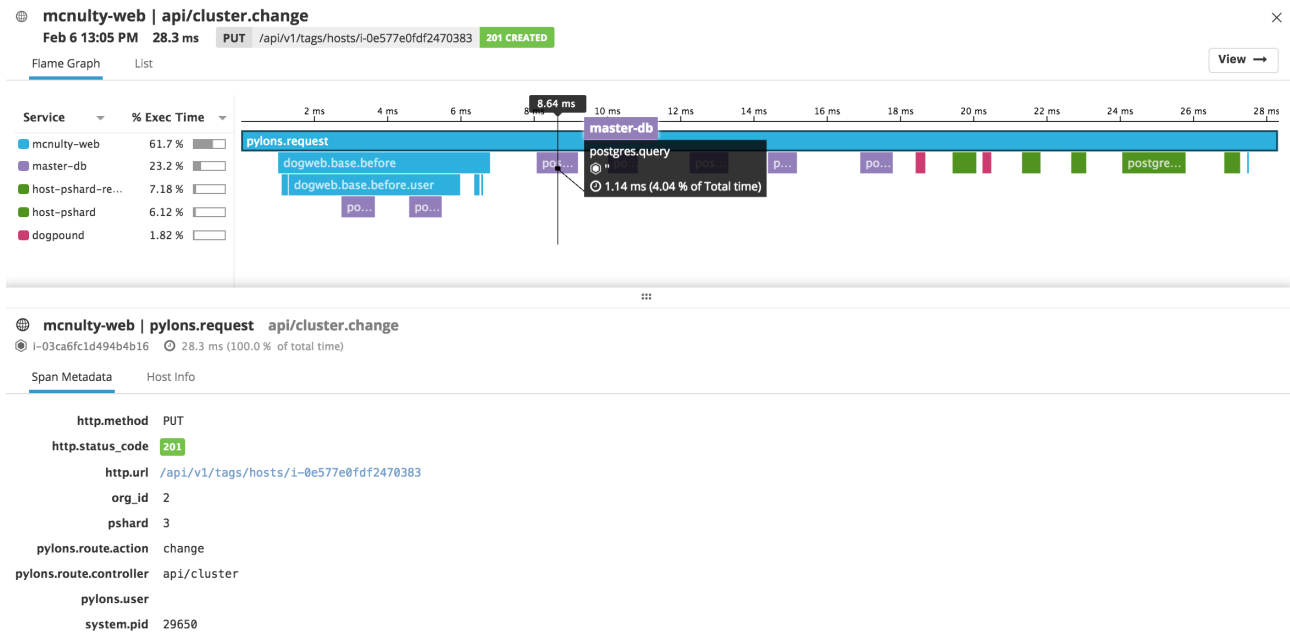 mcnulty-web | api/cluster.change
Feb 6 13:05 PM 28.3 ms PUT /api/v1/tags/hosts/i-0e577e0fdf2470383 201 CREATED
Flame Graph List
View →
8.64 ms
2 ms 4 ms 6 ms 8 ms 10 ms 12 ms 14 ms 16 ms 18 ms 20 ms 22 ms 24 ms 26 ms 28 ms
Service % Exec Time
mcnulty-web 61.7 %
master-db 23.2 %
host-pshard-re... 7.18 %
host-pshard 6.12 %
dogpound 1.82 %
pylons.request
dogweb.base.before pos... pos... p... po... postgre...
dogweb.base.before.user
po... po...
master-db
postgres.query
"
1.14 ms (4.04 % of Total time)
mcnulty-web | pylons.request api/cluster.change
i-03ca6fc1d494b4b16 28.3 ms (100.0 % of total time)
Span Metadata Host Info
http.method PUT
http.status_code 201
http.url /api/v1/tags/hosts/i-0e577e0fdf2470383
org_id 2
pshard 3
pylons.route.action change
pylons.route.controller api/cluster
pylons.user
system.pid 29650